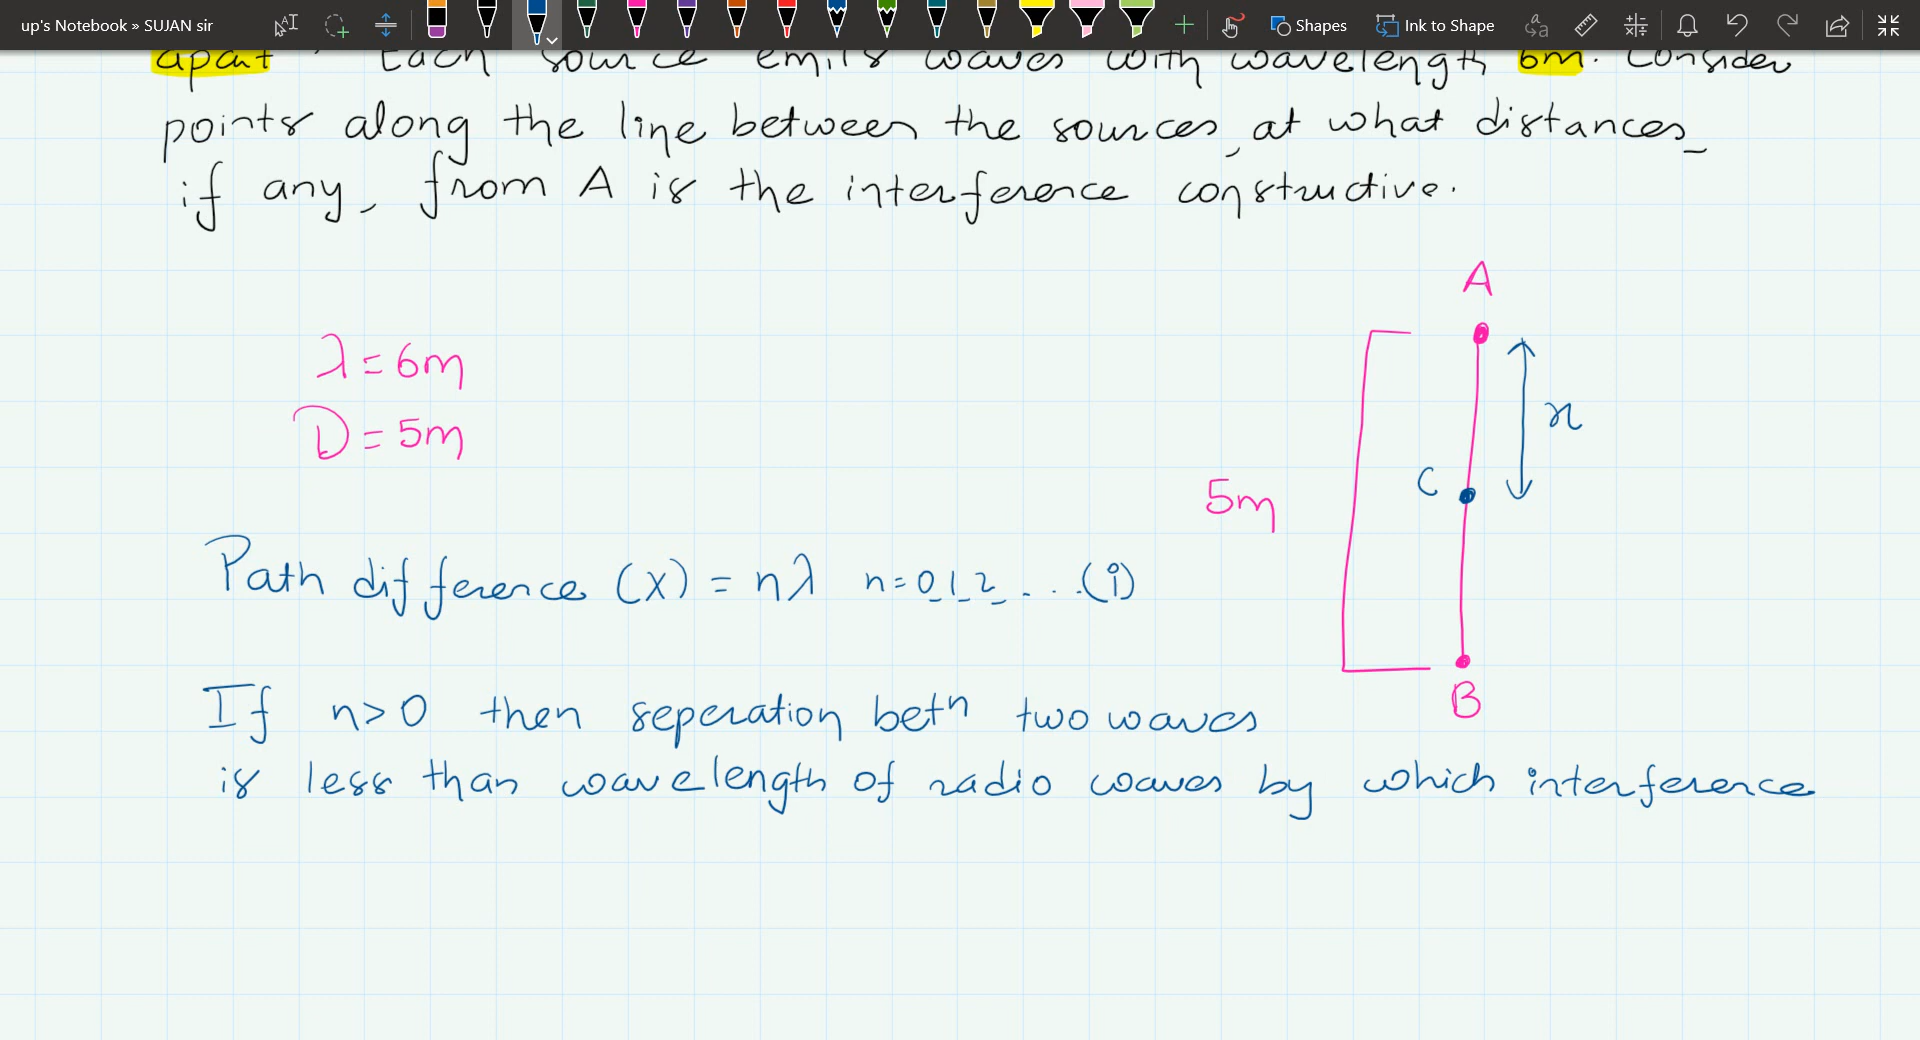 up's Notebook » SUJAN sir
Shapes
Ink to Shape
apart. Each source emits waves with wavelength 6m. Consider
points along the line between the sources, at what distances,
if any, from A is the interference constructive.
A
λ = 6m
x
D = 5m
C
5m
Path difference (x) = nλ n = 0, 1, 2, . . . (i)
B
If n>0 then seperation betn two waves
is less than wavelength of radio waves by which interference